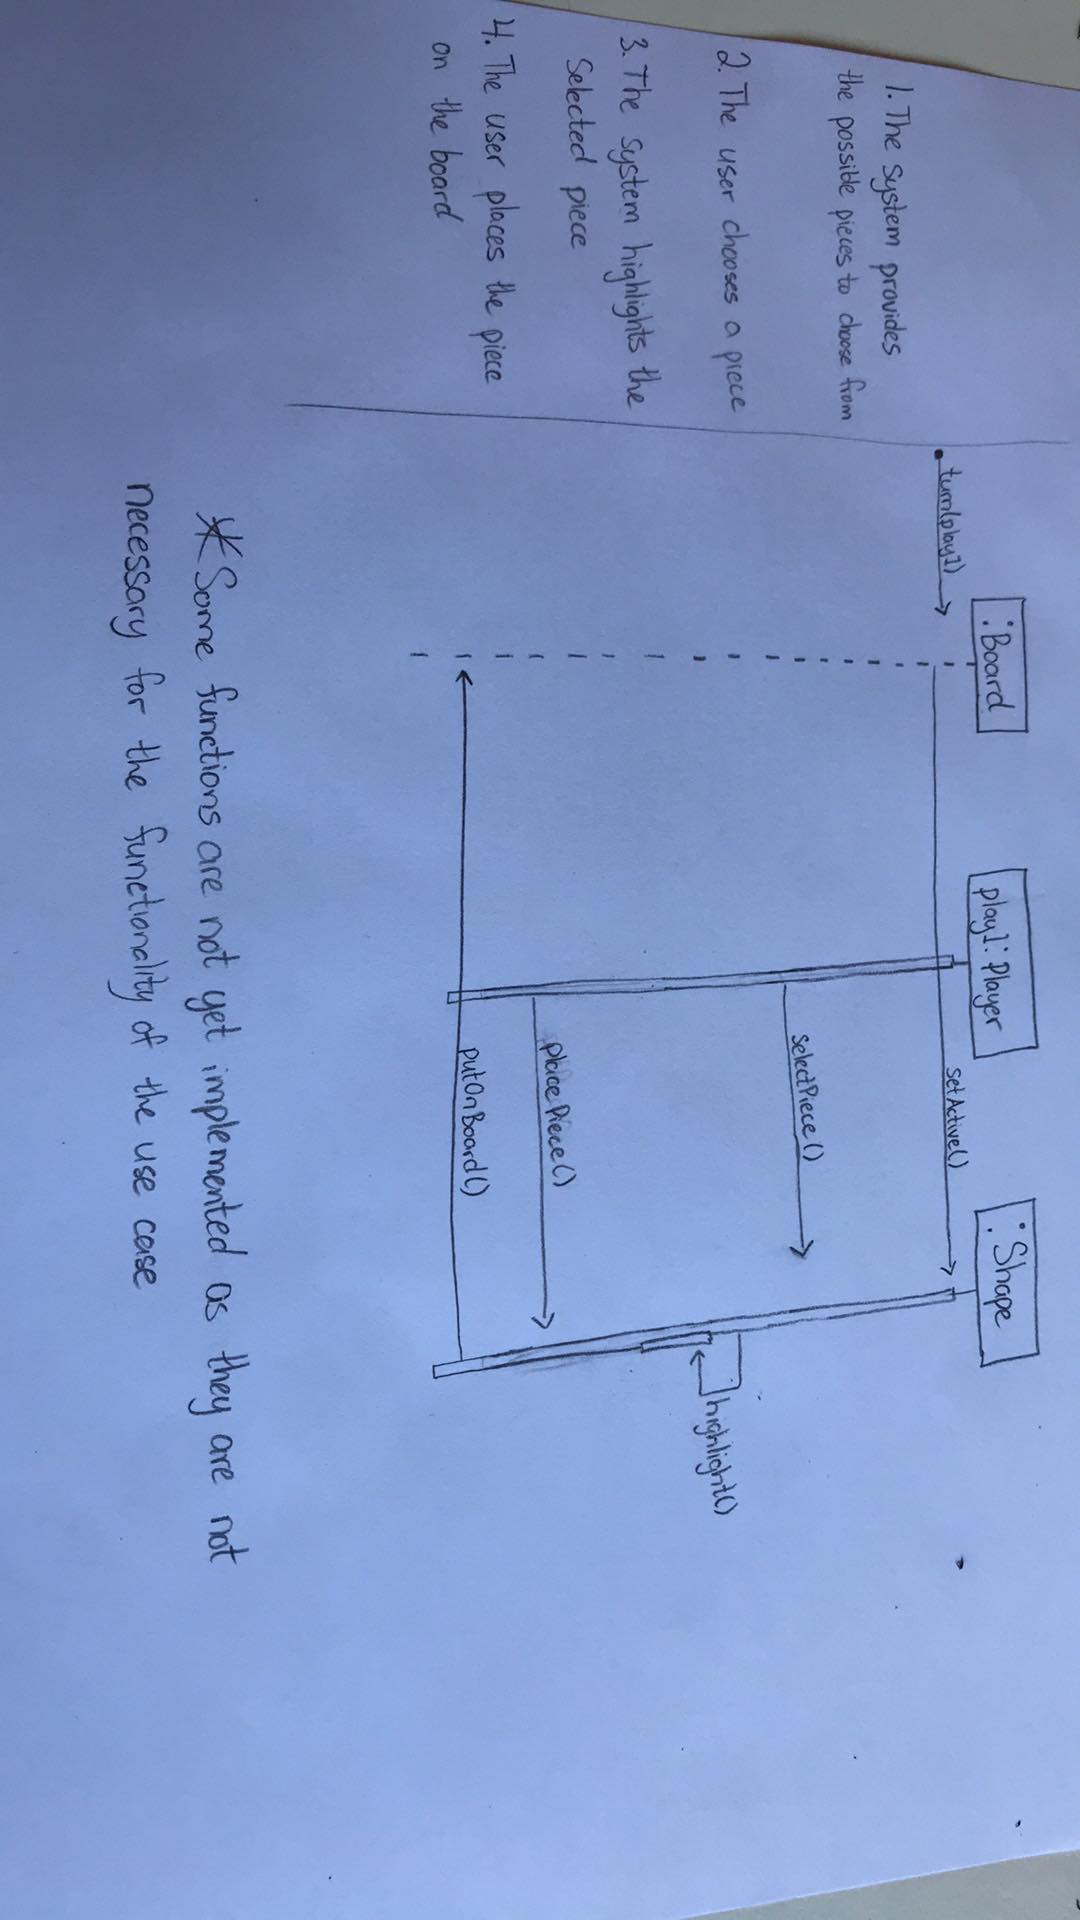 1. The system provides
the possible pieces to choose from
2. The user chooses a piece
3. The system highlights the
Selected piece
4. The user places the piece
on the board
:Board
play1: Player
:Shape
turn(play1)
setActive()
selectPiece()
highlight()
placePiece()
putOnBoard()
* Some functions are not yet implemented as they are not
necessary for the functionality of the use case